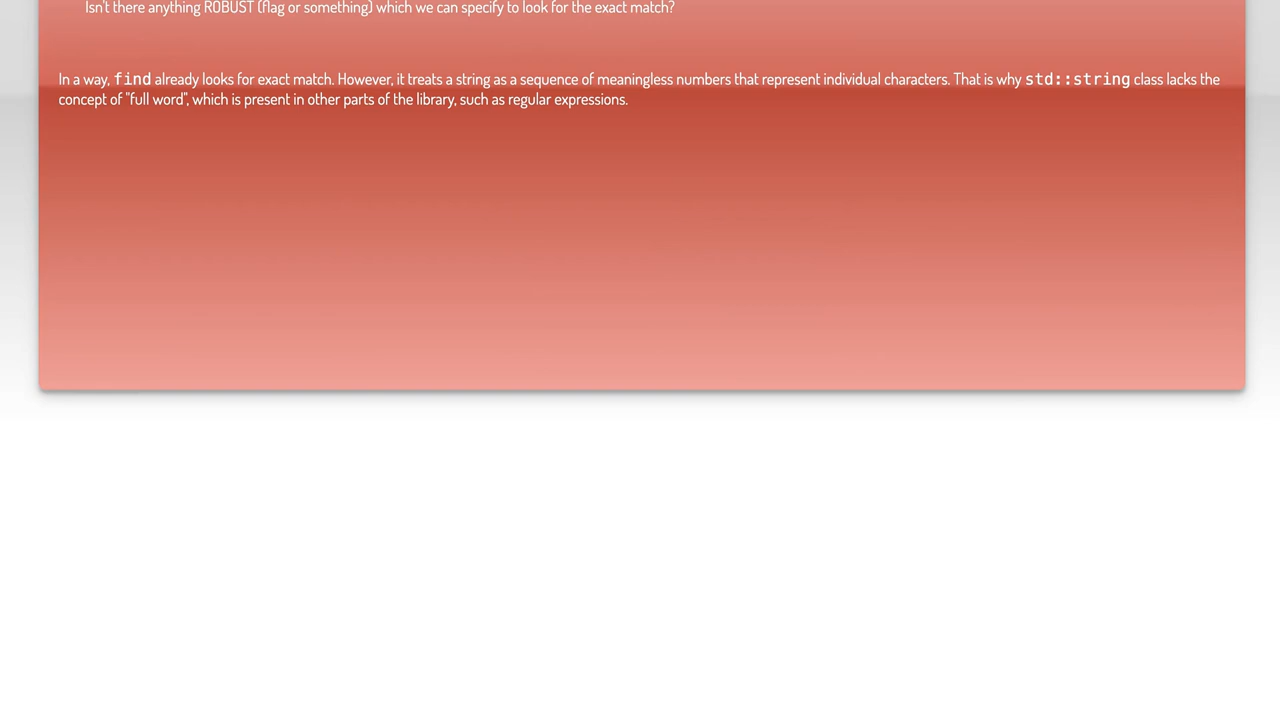 Isn't there anything ROBUST (flag or something) which we can specify to look for the exact match?
In a way, find already looks for exact match. However, it treats a string as a sequence of meaningless numbers that represent individual characters. That is why std::string class lacks the
concept of "full word", which is present in other parts of the library, such as regular expressions.